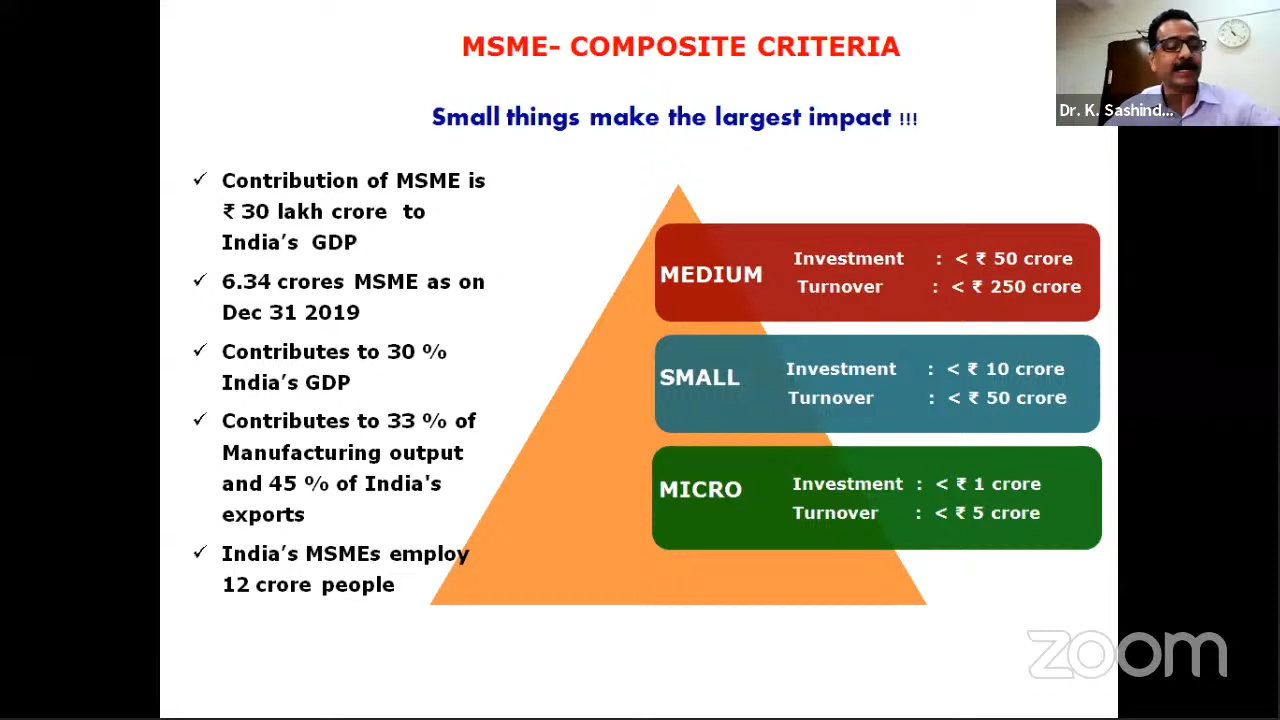 MSME- COMPOSITE CRITERIA
Small things make the largest impact !!!
Dr. K. Sashind...
✓ Contribution of MSME is
₹ 30 lakh crore to
India’s GDP
✓ 6.34 crores MSME as on
Dec 31 2019
✓ Contributes to 30 %
India’s GDP
✓ Contributes to 33 % of
Manufacturing output
and 45 % of India's
exports
✓ India’s MSMEs employ
12 crore people
MEDIUM
Investment : < ₹ 50 crore
Turnover : < ₹ 250 crore
SMALL
Investment : < ₹ 10 crore
Turnover : < ₹ 50 crore
MICRO
Investment : < ₹ 1 crore
Turnover : < ₹ 5 crore
zoom